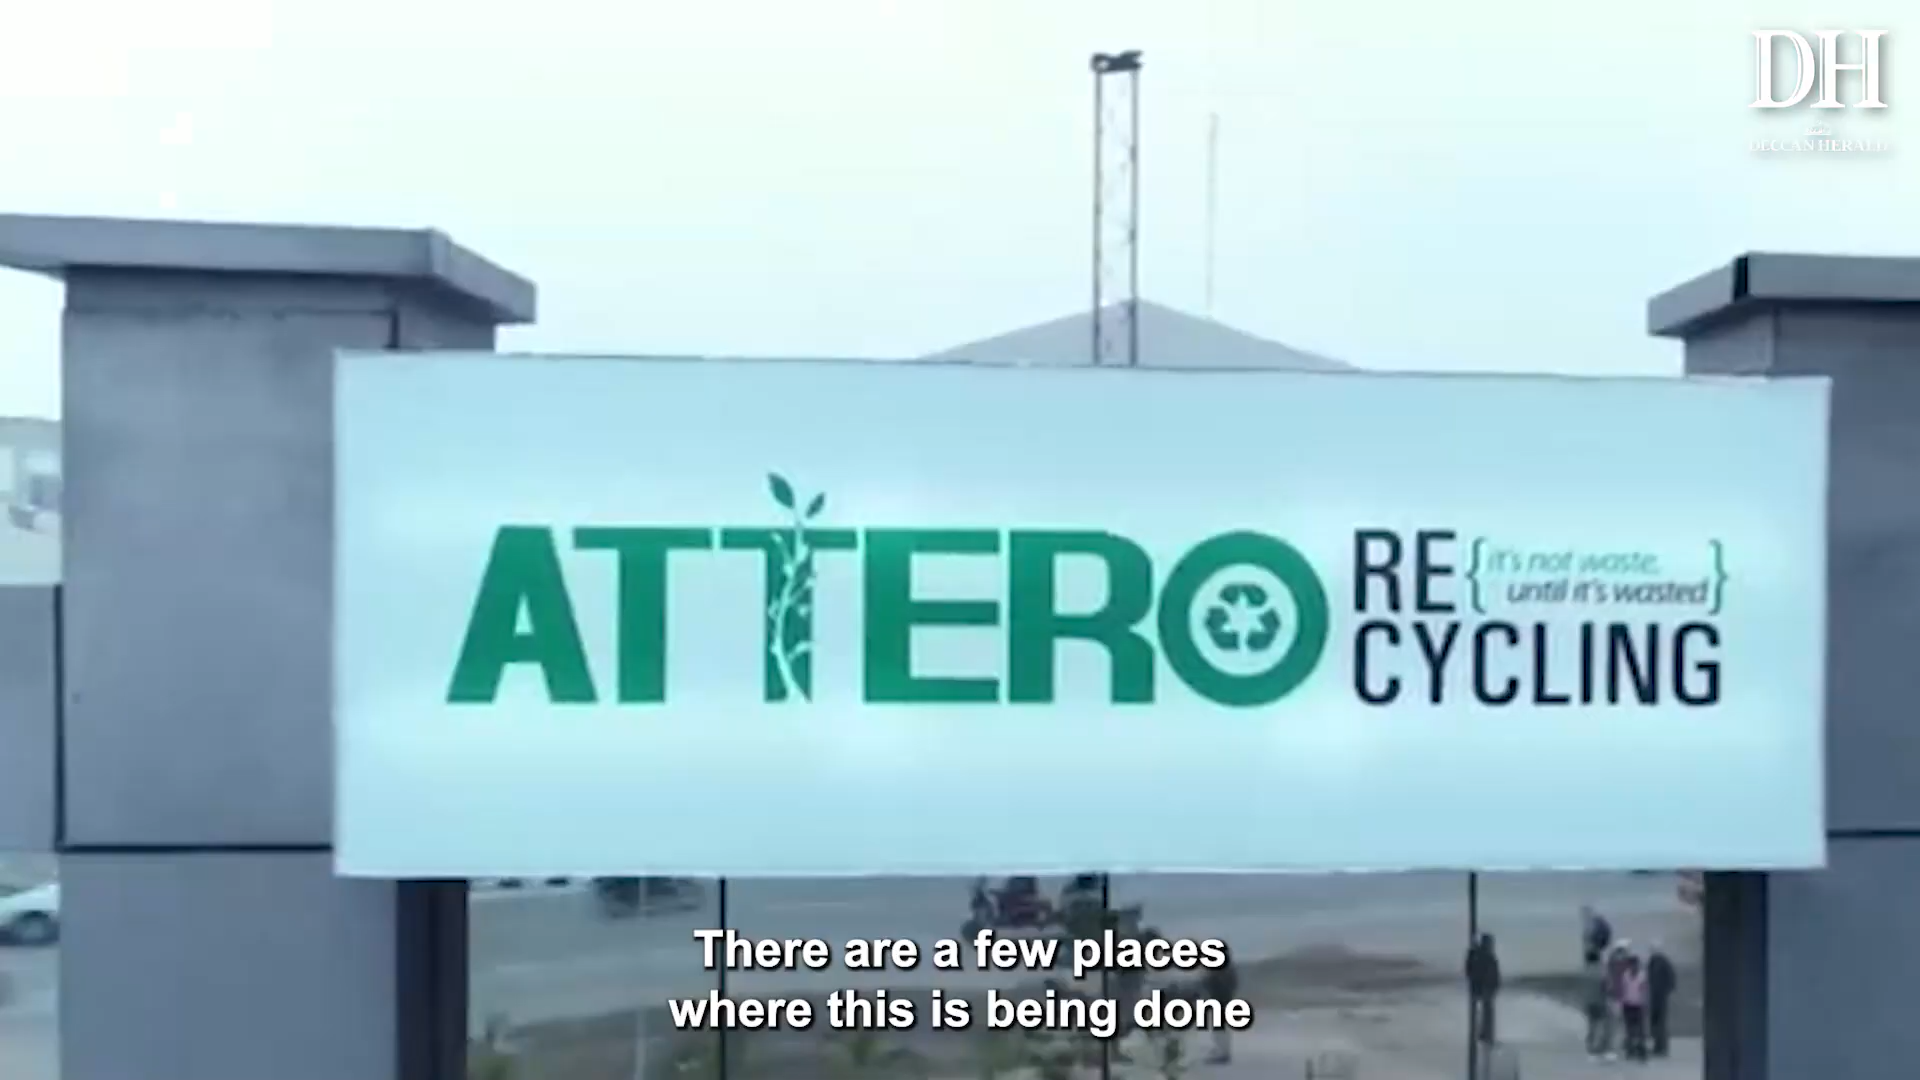 DH
DECCAN HERALD
ATTERO
RE {it's not waste,
until it's wasted}
CYCLING
There are a few places
where this is being done